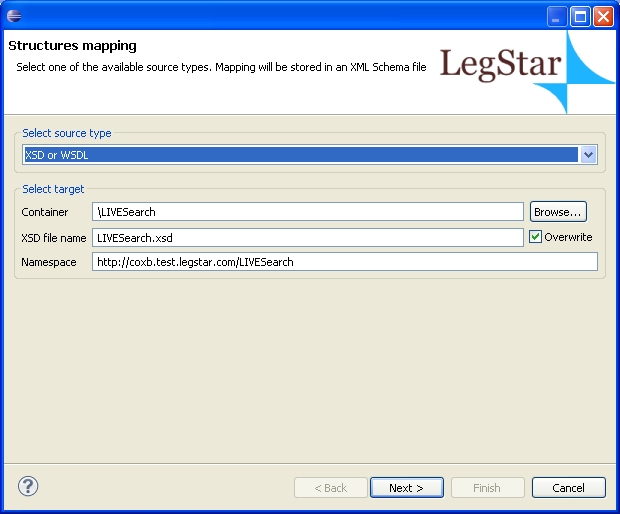 Structures mapping
Select one of the available source types. Mapping will be stored in an XML Schema file
LegStar
Select source type
XSD or WSDL
Select target
Container \LIVESearch Browse...
XSD file name LIVESearch.xsd Overwrite
Namespace http://coxb.test.legstar.com/LIVESearch
? < Back Next > Finish Cancel